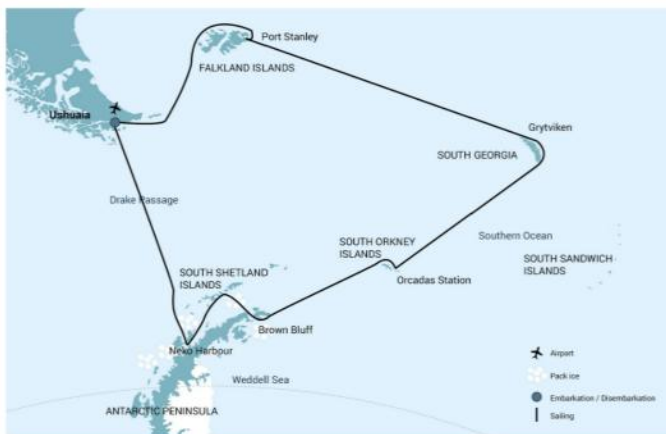 Port Stanley
FALKLAND ISLANDS
Ushuaia
Grytviken
SOUTH GEORGIA
Drake Passage
Southern Ocean
SOUTH ORKNEY
ISLANDS
SOUTH SANDWICH
ISLANDS
SOUTH SHETLAND
ISLANDS
Orcadas Station
Brown Bluff
Neko Harbour
Weddell Sea
ANTARCTIC PENINSULA
Airport
Pack ice
Embarkation / Disembarkation
Sailing